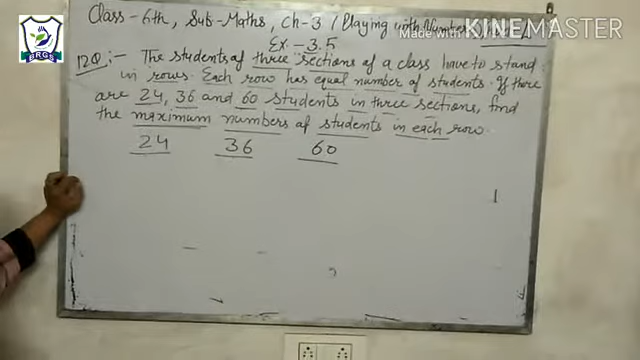 Class-6th, Sub-Maths, Ch-3 (Playing with Numbers)
Made with KINEMASTER
Ex-3.5
12Q:- The students of three sections of a class have to stand
in rows. Each row has equal number of students. If there
are 24, 36 and 60 students in three sections, find
the maximum numbers of students in each row.
24 36 60
SRGS